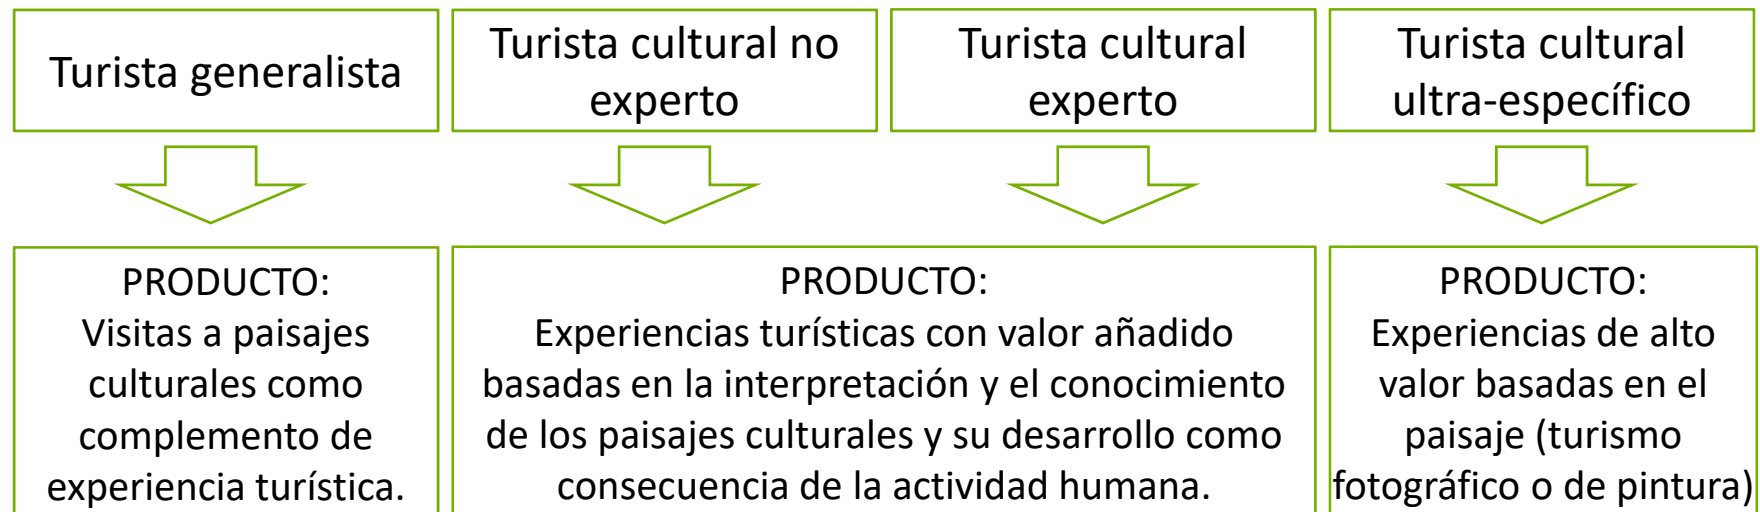 Turista generalista
Turista cultural no
experto
Turista cultural
experto
Turista cultural
ultra-específico
PRODUCTO:
Visitas a paisajes
culturales como
complemento de
experiencia turística.
PRODUCTO:
Experiencias turísticas con valor añadido
basadas en la interpretación y el conocimiento
de los paisajes culturales y su desarrollo como
consecuencia de la actividad humana.
PRODUCTO:
Experiencias de alto
valor basadas en el
paisaje (turismo
fotográfico o de pintura)